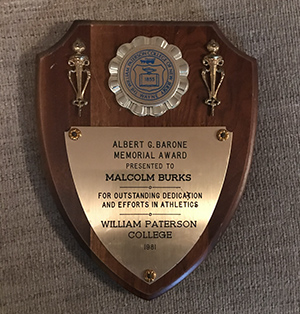 1855
ALBERT G. BARONE
MEMORIAL AWARD
PRESENTED TO
MALCOLM BURKS
FOR OUTSTANDING DEDICATION
AND EFFORTS IN ATHLETICS
WILLIAM PATERSON
COLLEGE
1981